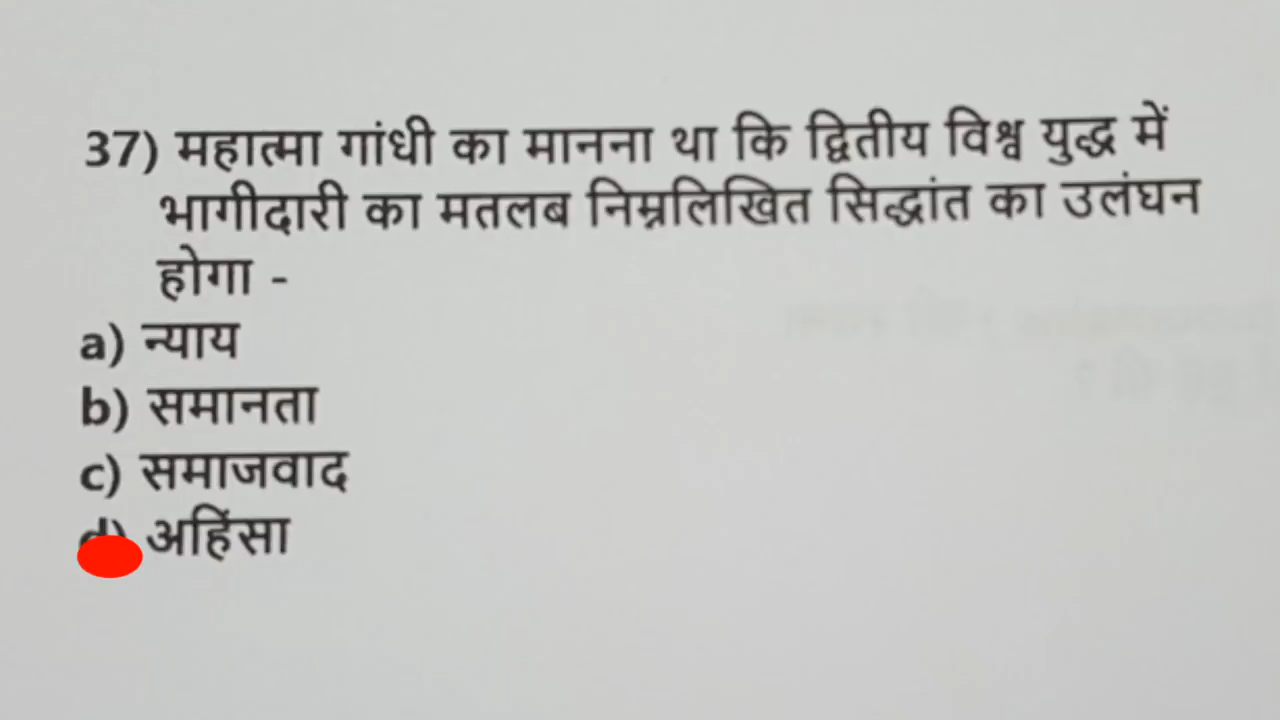 37) महात्मा गांधी का मानना था कि द्वितीय विश्व युद्ध में
भागीदारी का मतलब निम्नलिखित सिद्धांत का उलंघन
होगा -
a) न्याय
b) समानता
c) समाजवाद
d) अहिंसा